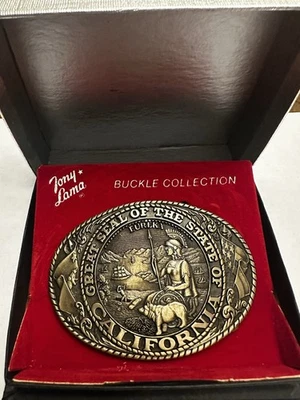 Tony
Lama
BUCKLE COLLECTION
GREAT SEAL OF THE STATE OF
EUREKA
CALIFORNIA